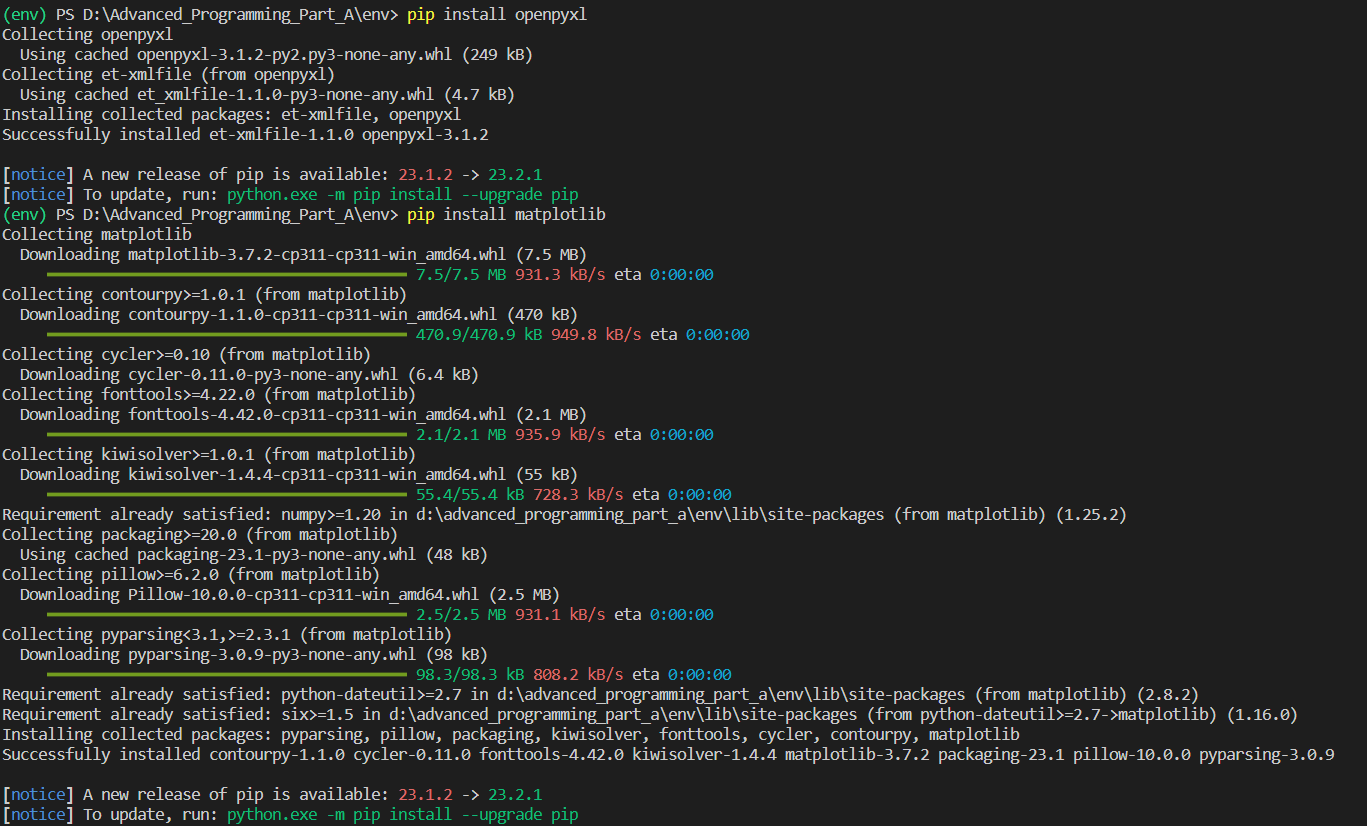 (env) PS D:\Advanced_Programming_Part_A\env> pip install openpyxl
Collecting openpyxl
  Using cached openpyxl-3.1.2-py2.py3-none-any.whl (249 kB)
Collecting et-xmlfile (from openpyxl)
  Using cached et_xmlfile-1.1.0-py3-none-any.whl (4.7 kB)
Installing collected packages: et-xmlfile, openpyxl
Successfully installed et-xmlfile-1.1.0 openpyxl-3.1.2

[notice] A new release of pip is available: 23.1.2 -> 23.2.1
[notice] To update, run: python.exe -m pip install --upgrade pip
(env) PS D:\Advanced_Programming_Part_A\env> pip install matplotlib
Collecting matplotlib
  Downloading matplotlib-3.7.2-cp311-cp311-win_amd64.whl (7.5 MB)
     7.5/7.5 MB 931.3 kB/s eta 0:00:00
Collecting contourpy>=1.0.1 (from matplotlib)
  Downloading contourpy-1.1.0-cp311-cp311-win_amd64.whl (470 kB)
     470.9/470.9 kB 949.8 kB/s eta 0:00:00
Collecting cycler>=0.10 (from matplotlib)
  Downloading cycler-0.11.0-py3-none-any.whl (6.4 kB)
Collecting fonttools>=4.22.0 (from matplotlib)
  Downloading fonttools-4.42.0-cp311-cp311-win_amd64.whl (2.1 MB)
     2.1/2.1 MB 935.9 kB/s eta 0:00:00
Collecting kiwisolver>=1.0.1 (from matplotlib)
  Downloading kiwisolver-1.4.4-cp311-cp311-win_amd64.whl (55 kB)
     55.4/55.4 kB 728.3 kB/s eta 0:00:00
Requirement already satisfied: numpy>=1.20 in d:\advanced_programming_part_a\env\lib\site-packages (from matplotlib) (1.25.2)
Collecting packaging>=20.0 (from matplotlib)
  Using cached packaging-23.1-py3-none-any.whl (48 kB)
Collecting pillow>=6.2.0 (from matplotlib)
  Downloading Pillow-10.0.0-cp311-cp311-win_amd64.whl (2.5 MB)
     2.5/2.5 MB 931.1 kB/s eta 0:00:00
Collecting pyparsing<3.1,>=2.3.1 (from matplotlib)
  Downloading pyparsing-3.0.9-py3-none-any.whl (98 kB)
     98.3/98.3 kB 808.2 kB/s eta 0:00:00
Requirement already satisfied: python-dateutil>=2.7 in d:\advanced_programming_part_a\env\lib\site-packages (from matplotlib) (2.8.2)
Requirement already satisfied: six>=1.5 in d:\advanced_programming_part_a\env\lib\site-packages (from python-dateutil>=2.7->matplotlib) (1.16.0)
Installing collected packages: pyparsing, pillow, packaging, kiwisolver, fonttools, cycler, contourpy, matplotlib
Successfully installed contourpy-1.1.0 cycler-0.11.0 fonttools-4.42.0 kiwisolver-1.4.4 matplotlib-3.7.2 packaging-23.1 pillow-10.0.0 pyparsing-3.0.9

[notice] A new release of pip is available: 23.1.2 -> 23.2.1
[notice] To update, run: python.exe -m pip install --upgrade pip